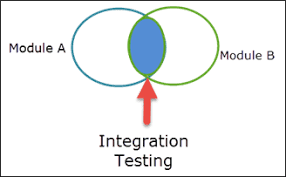 Module A
Module B
Integration
Testing